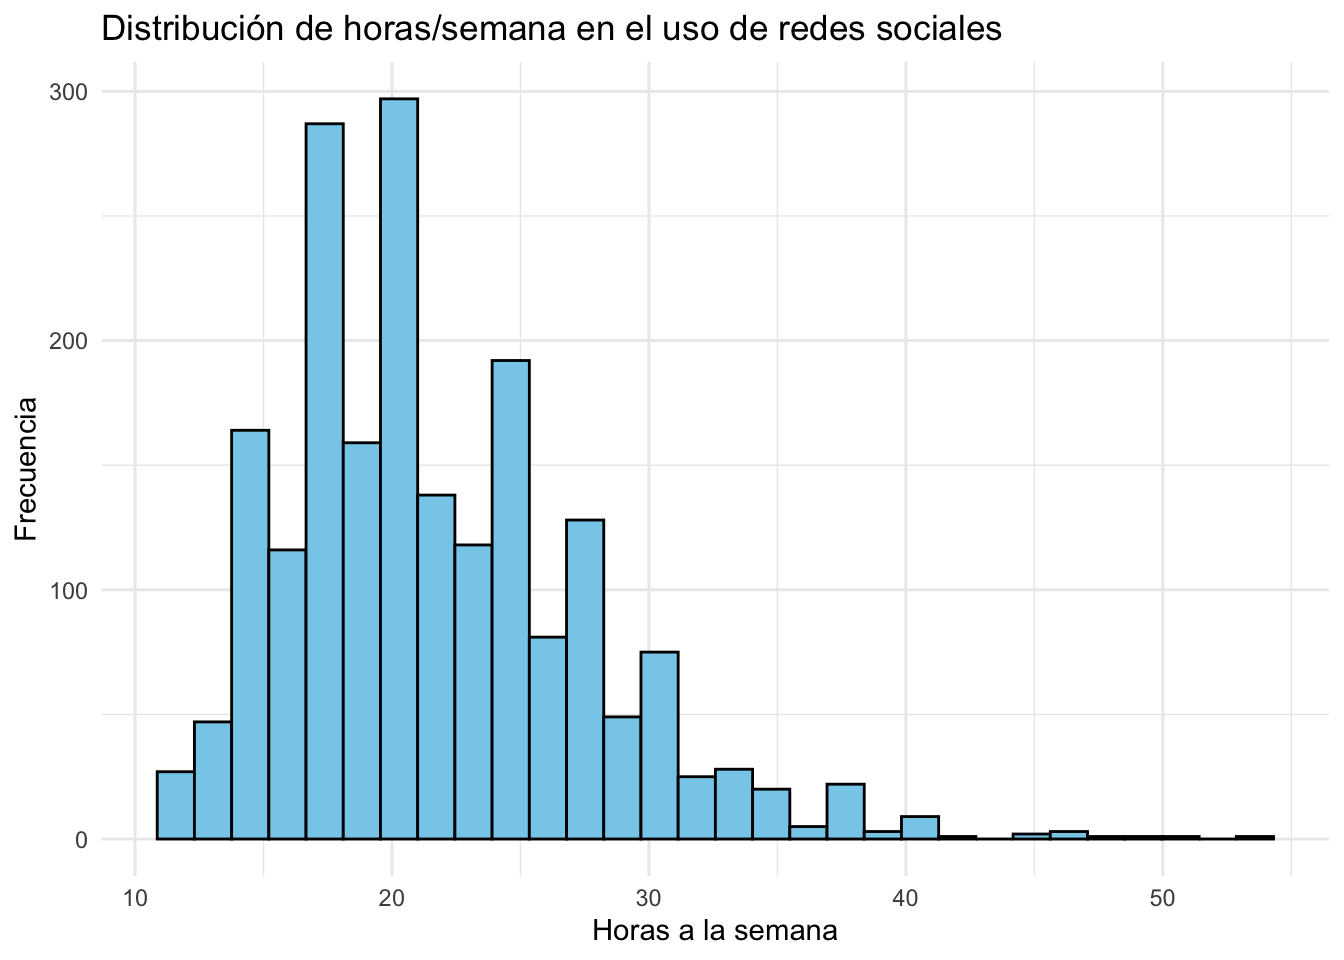 Distribución de horas/semana en el uso de redes sociales
300
200
100
0
Frecuencia
10 20 30 40 50
Horas a la semana